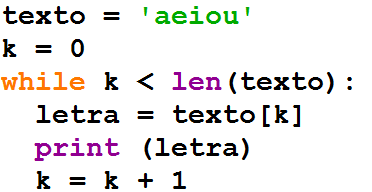 texto = 'aeiou'
k = 0
while k < len(texto):
  letra = texto[k]
  print (letra)
  k = k + 1